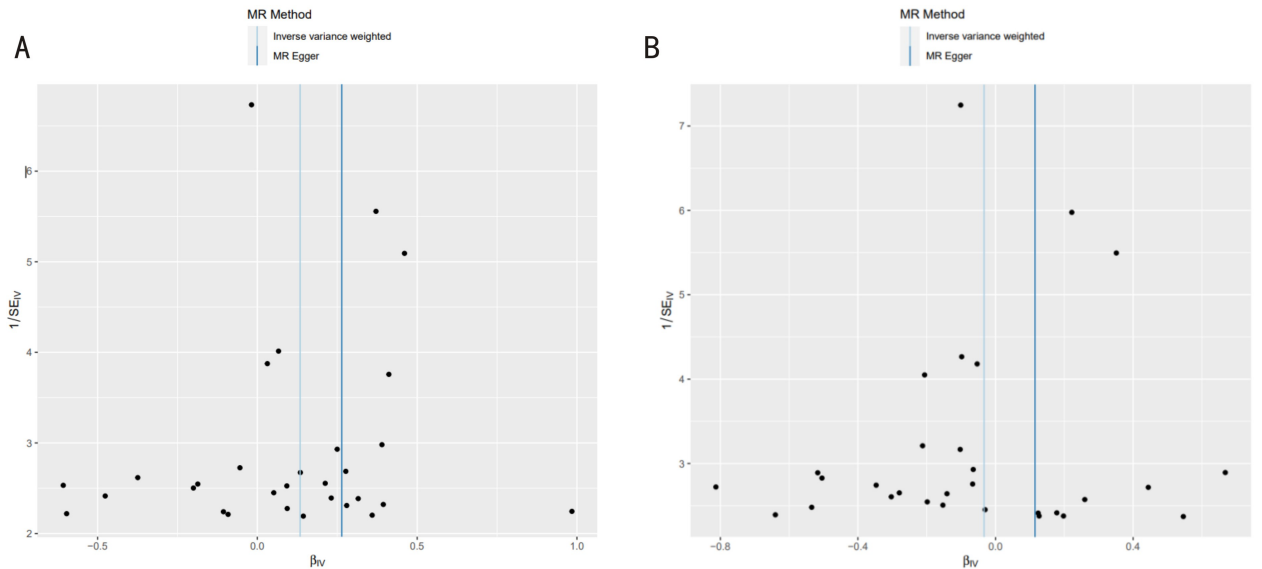 MR Method
Inverse variance weighted
MR Egger
A
6
5
4
3
2
1/SEIV
−0.5
0.0
0.5
1.0
βIV
MR Method
Inverse variance weighted
MR Egger
B
7
6
5
4
3
1/SEIV
−0.8
−0.4
0.0
0.4
βIV